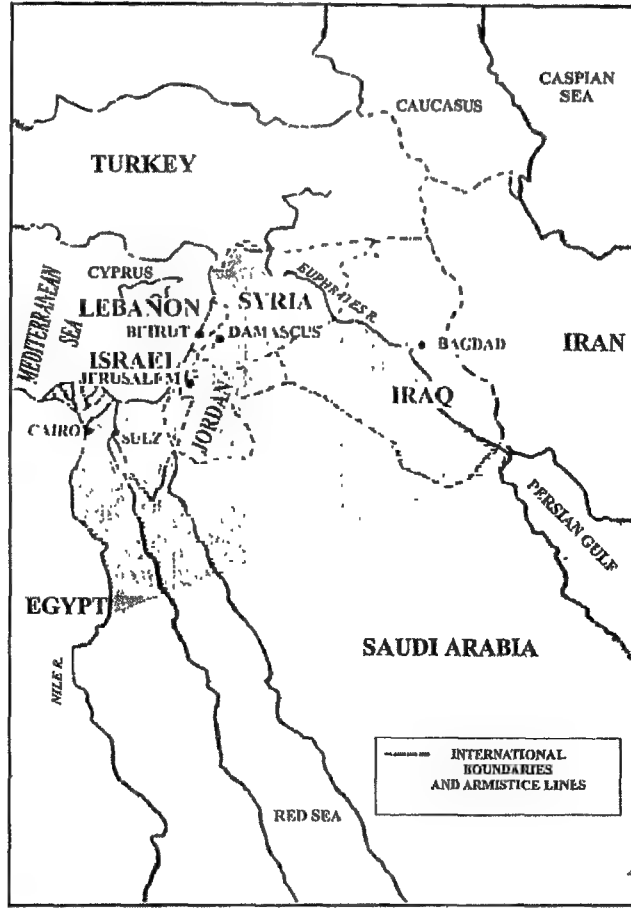 CASPIAN
SEA
CAUCASUS
TURKEY
CYPRUS
MEDITERRANEAN
SEA
LEBANON
SYRIA
EUPHRATES R.
BEIRUT
DAMASCUS
BAGDAD
IRAN
ISRAEL
JERUSALEM
IRAQ
JORDAN
CAIRO
SUEZ
PERSIAN GULF
EGYPT
SAUDI ARABIA
NILE R.
INTERNATIONAL
BOUNDARIES
AND ARMISTICE LINES
RED SEA